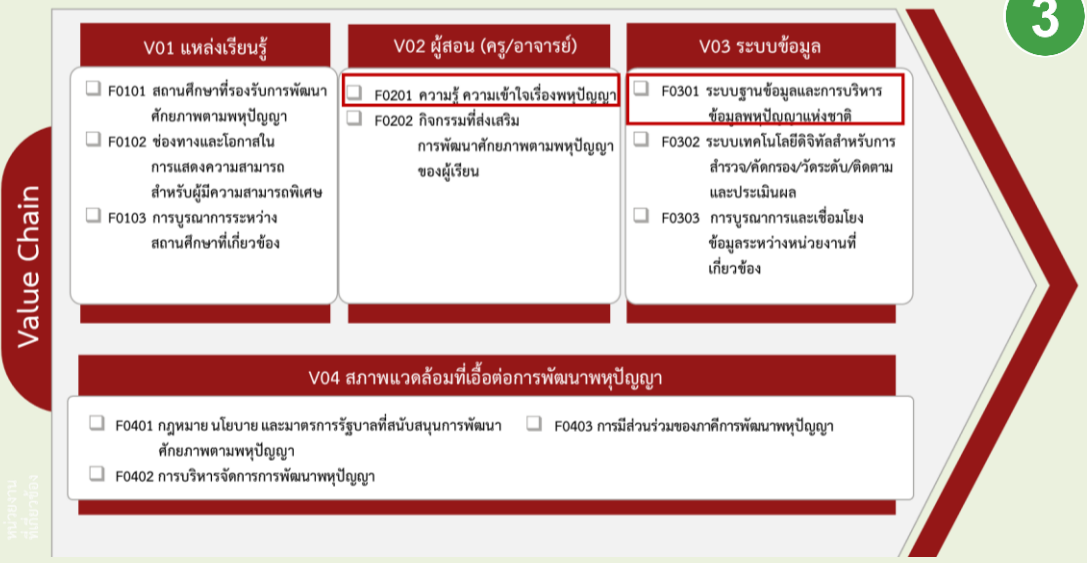 3
Value Chain
V01 แหล่งเรียนรู้
F0101 สถานศึกษาที่รองรับการพัฒนา
ศักยภาพตามพหุปัญญา
F0102 ช่องทางและโอกาสใน
การแสดงความสามารถ
สำหรับผู้มีความสามารถพิเศษ
F0103 การบูรณาการระหว่าง
สถานศึกษาที่เกี่ยวข้อง
V02 ผู้สอน (ครู/อาจารย์)
F0201 ความรู้ ความเข้าใจเรื่องพหุปัญญา
F0202 กิจกรรมที่ส่งเสริม
การพัฒนาศักยภาพตามพหุปัญญา
ของผู้เรียน
V03 ระบบข้อมูล
F0301 ระบบฐานข้อมูลและการบริหาร
ข้อมูลพหุปัญญาแห่งชาติ
F0302 ระบบเทคโนโลยีดิจิทัลสำหรับการ
สำรวจ/คัดกรอง/วัดระดับ/ติดตาม
และประเมินผล
F0303 การบูรณาการและเชื่อมโยง
ข้อมูลระหว่างหน่วยงานที่
เกี่ยวข้อง
V04 สภาพแวดล้อมที่เอื้อต่อการพัฒนาพหุปัญญา
F0401 กฎหมาย นโยบาย และมาตรการรัฐบาลที่สนับสนุนการพัฒนา
ศักยภาพตามพหุปัญญา
F0402 การบริหารจัดการการพัฒนาพหุปัญญา
F0403 การมีส่วนร่วมของภาคีการพัฒนาพหุปัญญา
หน่วยงาน
ที่เกี่ยวข้อง